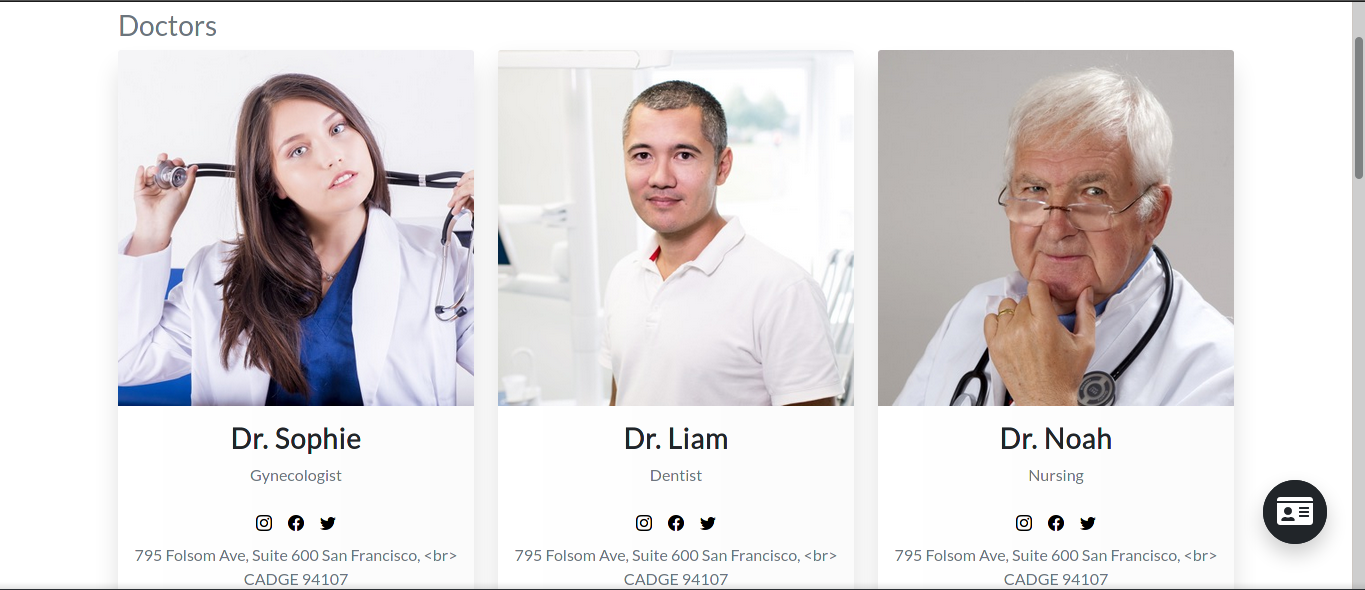 Doctors
Dr. Sophie
Gynecologist
795 Folsom Ave, Suite 600 San Francisco, <br>
CADGE 94107
Dr. Liam
Dentist
795 Folsom Ave, Suite 600 San Francisco, <br>
CADGE 94107
Dr. Noah
Nursing
795 Folsom Ave, Suite 600 San Francisco, <br>
CADGE 94107